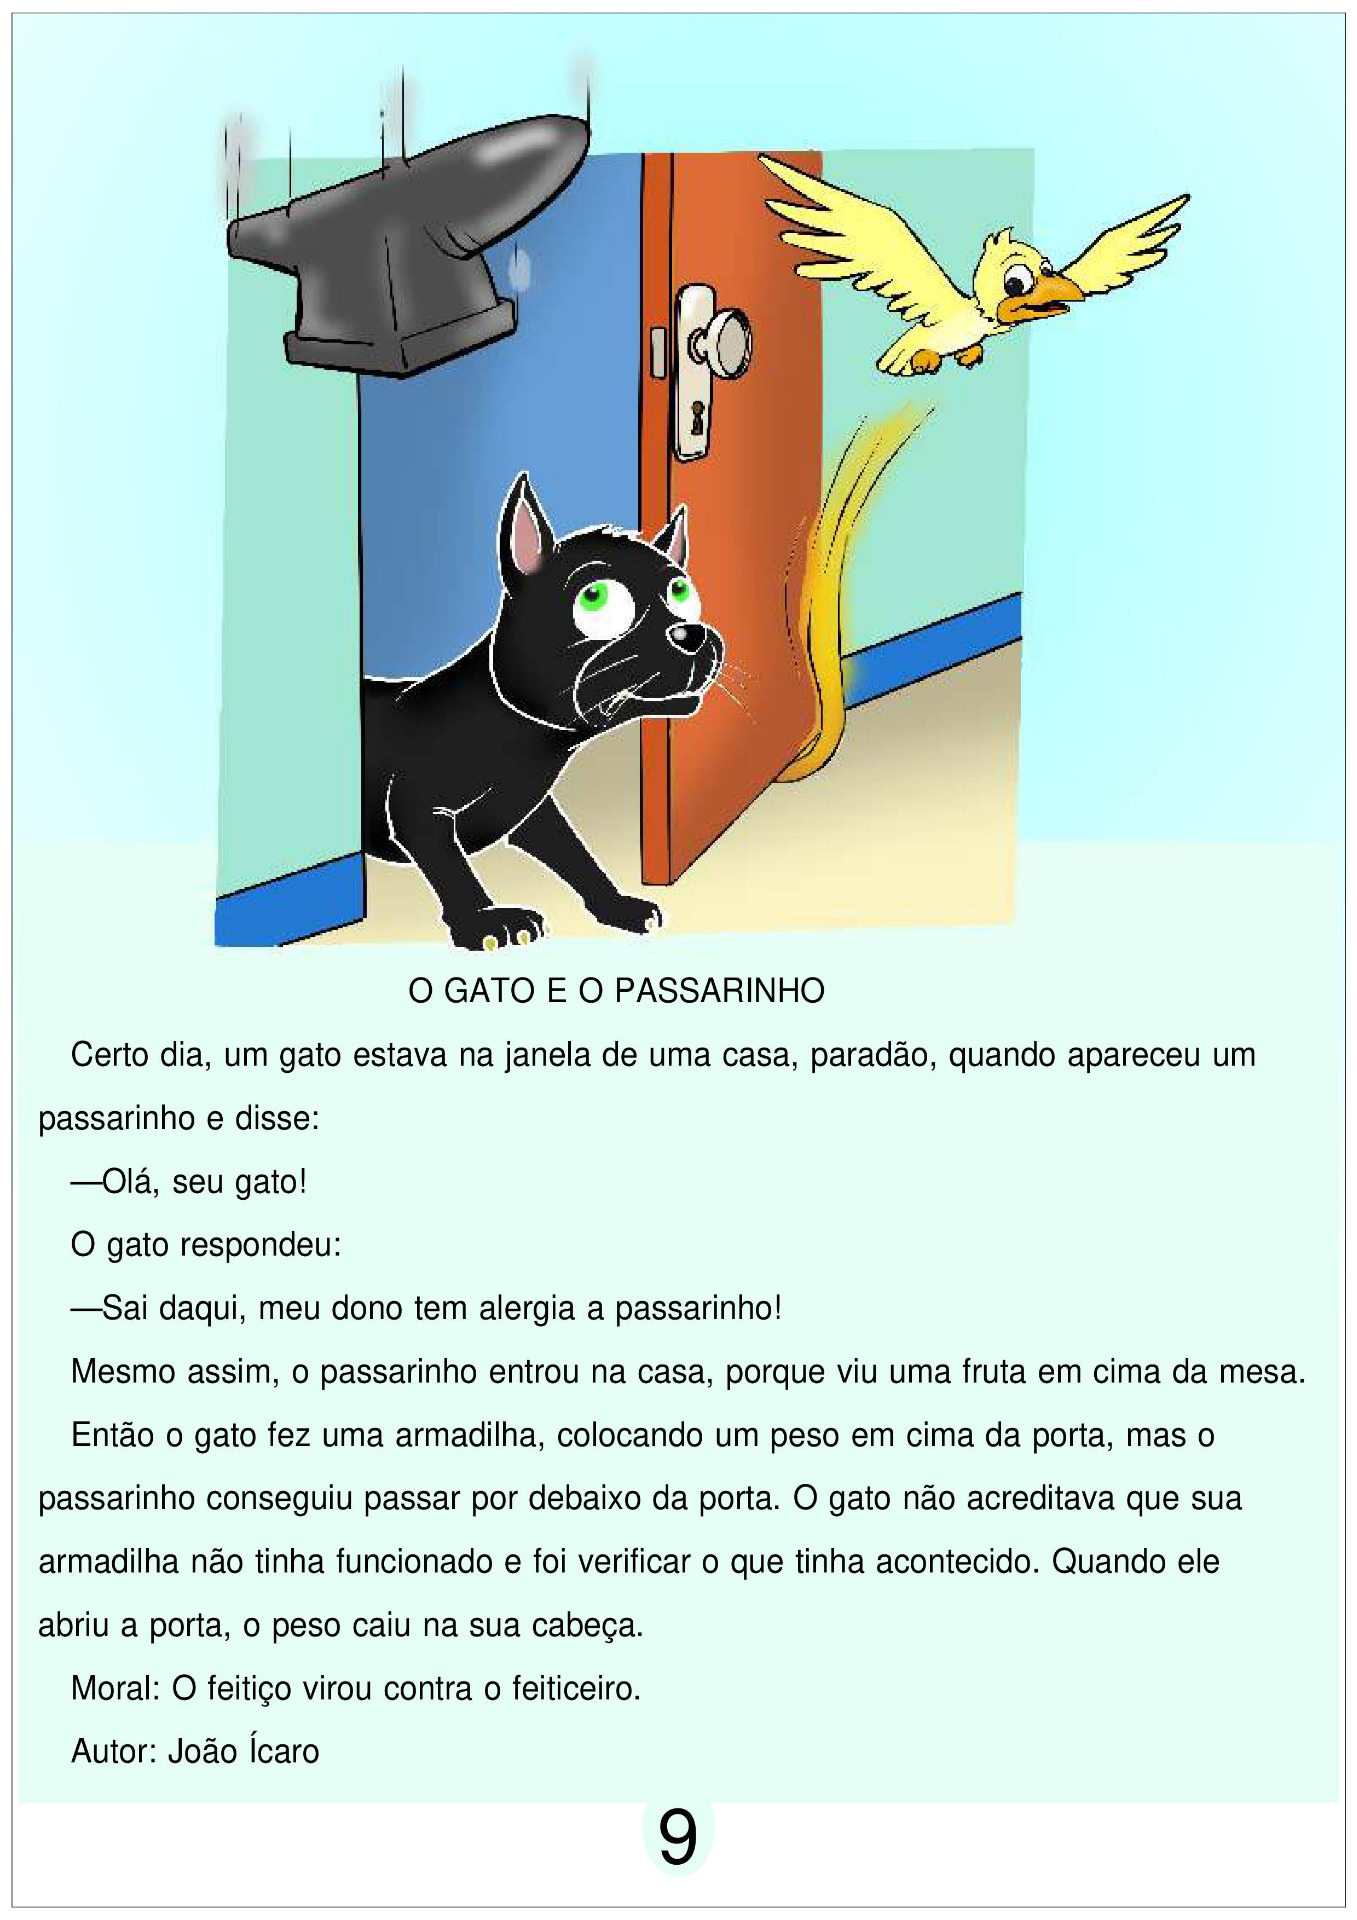 O GATO E O PASSARINHO
Certo dia, um gato estava na janela de uma casa, paradão, quando apareceu um
passarinho e disse:
—Olá, seu gato!
O gato respondeu:
—Sai daqui, meu dono tem alergia a passarinho!
Mesmo assim, o passarinho entrou na casa, porque viu uma fruta em cima da mesa.
Então o gato fez uma armadilha, colocando um peso em cima da porta, mas o
passarinho conseguiu passar por debaixo da porta. O gato não acreditava que sua
armadilha não tinha funcionado e foi verificar o que tinha acontecido. Quando ele
abriu a porta, o peso caiu na sua cabeça.
Moral: O feitiço virou contra o feiticeiro.
Autor: João Ícaro
9